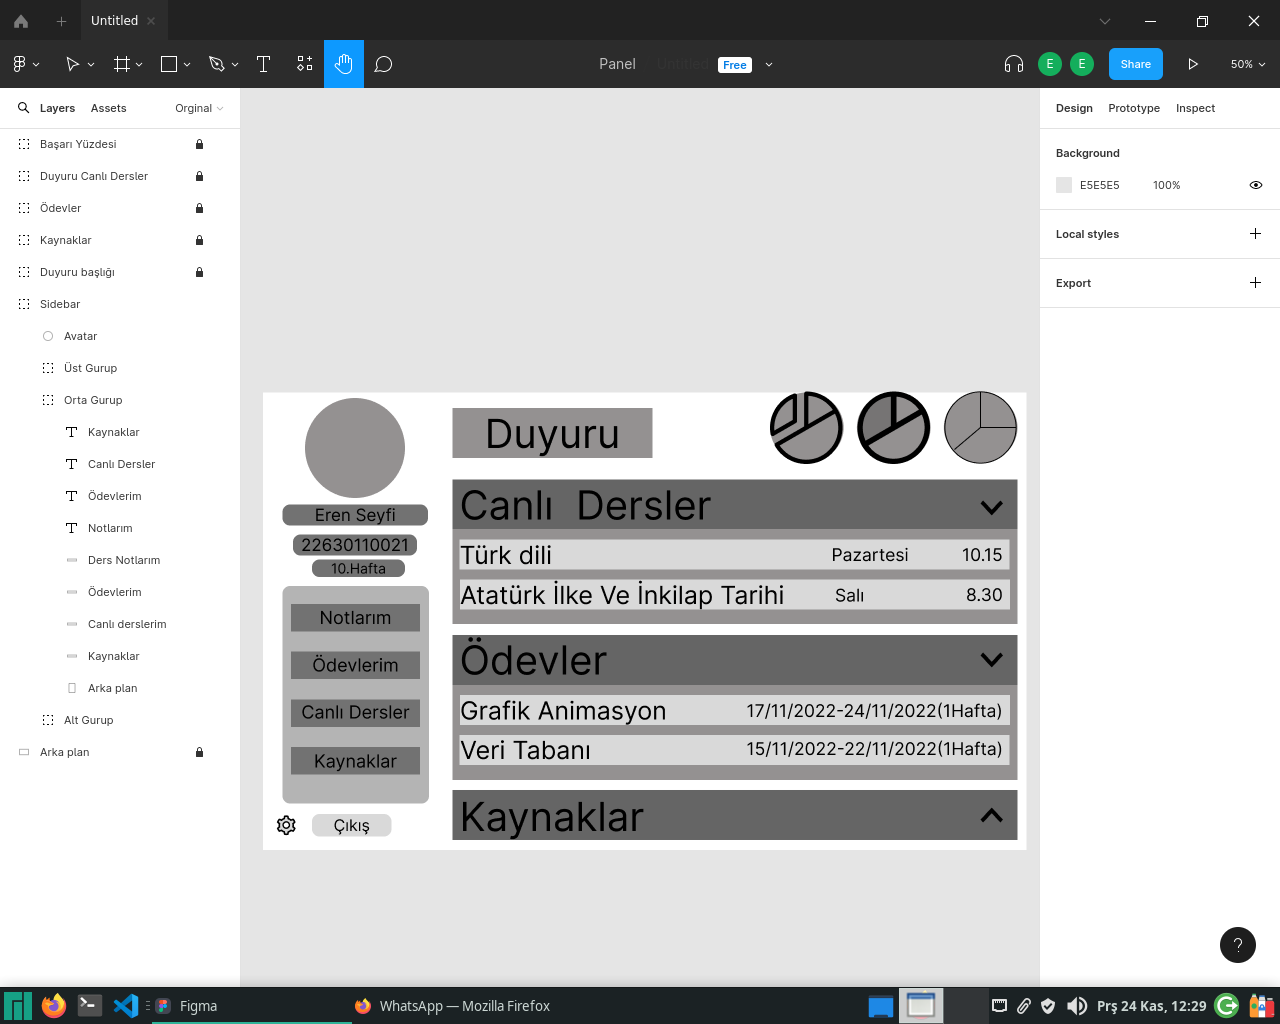 Untitled
Panel
Untitled
Free
E
E
Share
50%
Layers
Assets
Orginal
Başarı Yüzdesi
Duyuru Canlı Dersler
Ödevler
Kaynaklar
Duyuru başlığı
Sidebar
Avatar
Üst Gurup
Orta Gurup
Kaynaklar
Canlı Dersler
Ödevlerim
Notlarım
Ders Notlarım
Ödevlerim
Canlı derslerim
Kaynaklar
Arka plan
Alt Gurup
Arka plan
Eren Seyfi
22630110021
10.Hafta
Notlarım
Ödevlerim
Canlı Dersler
Kaynaklar
Çıkış
Duyuru
Canlı Dersler
Türk dili Pazartesi 10.15
Atatürk İlke Ve İnkilap Tarihi Salı 8.30
Ödevler
Grafik Animasyon 17/11/2022-24/11/2022(1Hafta)
Veri Tabanı 15/11/2022-22/11/2022(1Hafta)
Kaynaklar
Design
Prototype
Inspect
Background
E5E5E5 100%
Local styles
Export
?
Figma
WhatsApp — Mozilla Firefox
Prş 24 Kas, 12:29